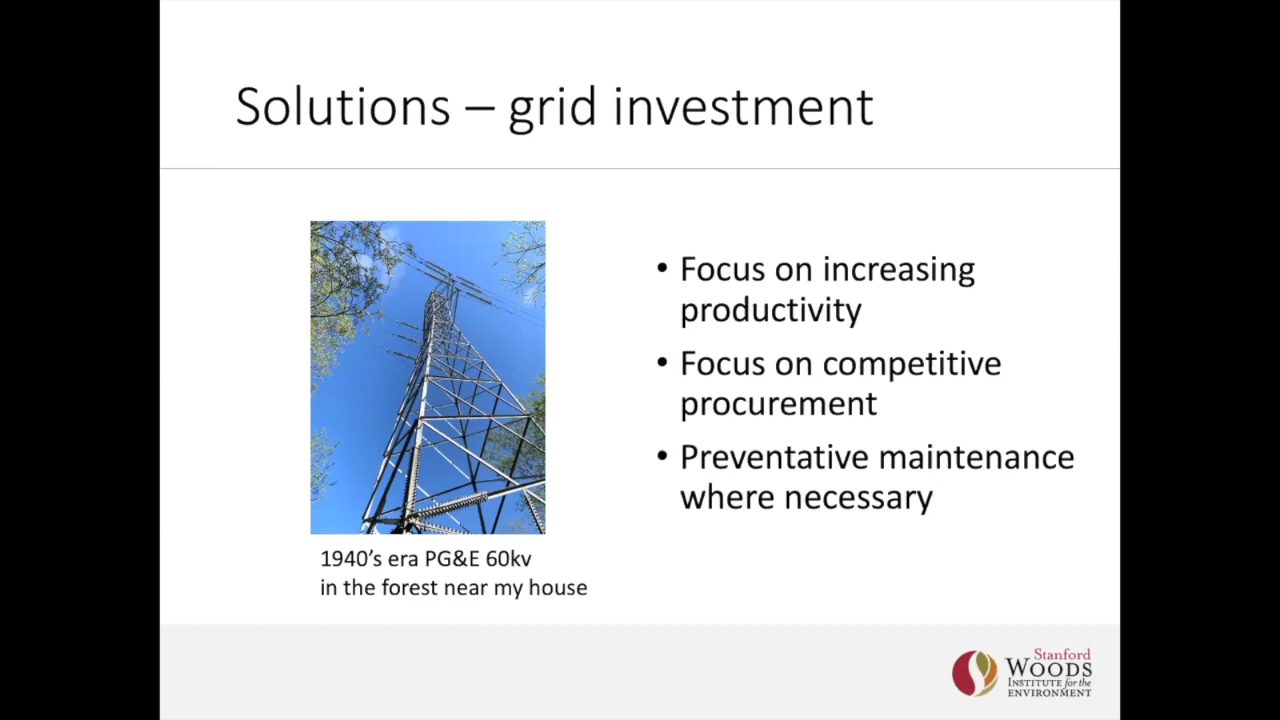 Solutions – grid investment
• Focus on increasing
productivity
• Focus on competitive
procurement
• Preventative maintenance
where necessary
1940’s era PG&E 60kv
in the forest near my house
Stanford
WOODS
INSTITUTE for the
ENVIRONMENT